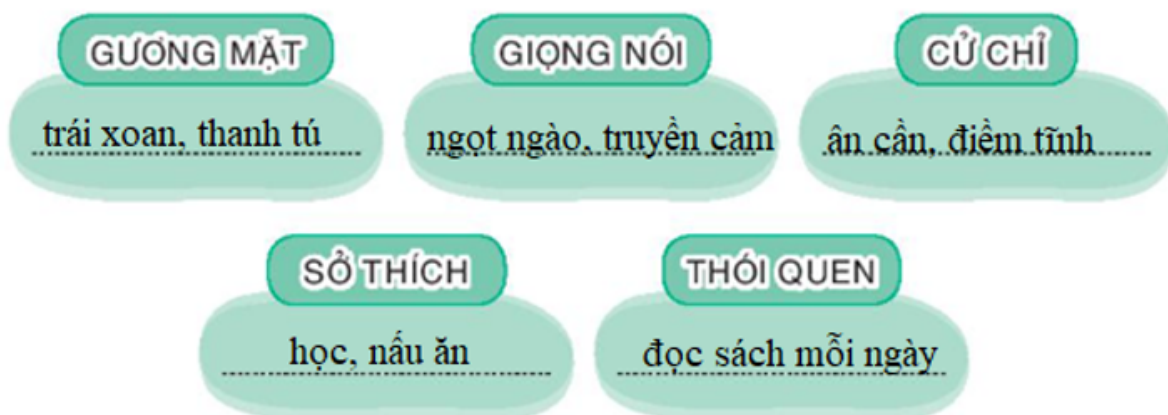 GƯƠNG MẶT
trái xoan, thanh tú
GIỌNG NÓI
ngọt ngào, truyền cảm
CỬ CHỈ
ân cần, điềm tĩnh
SỞ THÍCH
học, nấu ăn
THÓI QUEN
đọc sách mỗi ngày